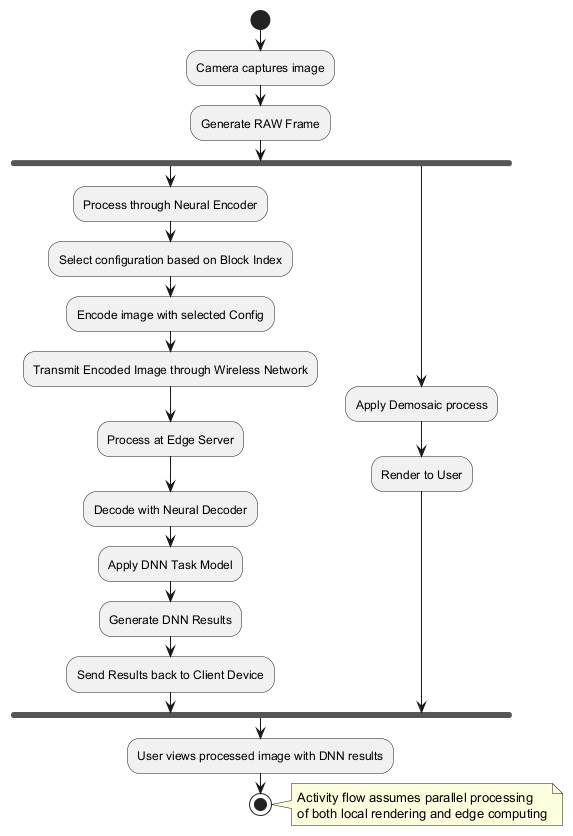 Camera captures image
Generate RAW Frame
Process through Neural Encoder
Select configuration based on Block Index
Encode image with selected Config
Transmit Encoded Image through Wireless Network
Process at Edge Server
Decode with Neural Decoder
Apply DNN Task Model
Generate DNN Results
Send Results back to Client Device
Apply Demosaic process
Render to User
User views processed image with DNN results
Activity flow assumes parallel processing
of both local rendering and edge computing